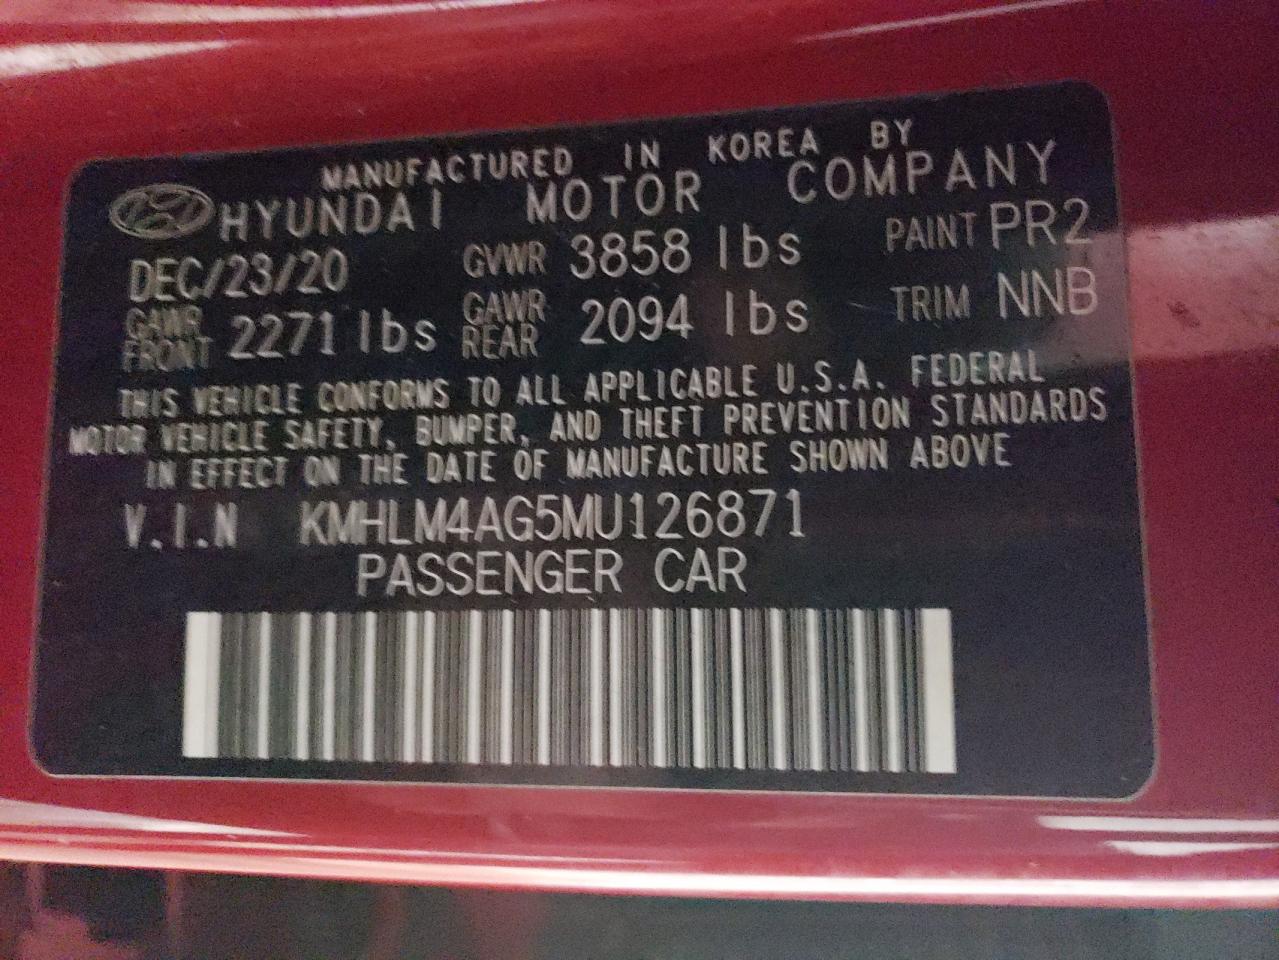 MANUFACTURED IN KOREA BY
HYUNDAI MOTOR COMPANY
DEC/23/20 GVWR 3858 lbs PAINT PR2
GAWR FRONT 2271 lbs GAWR REAR 2094 lbs TRIM NNB
THIS VEHICLE CONFORMS TO ALL APPLICABLE U.S.A. FEDERAL
MOTOR VEHICLE SAFETY, BUMPER, AND THEFT PREVENTION STANDARDS
IN EFFECT ON THE DATE OF MANUFACTURE SHOWN ABOVE
V.I.N KMHLM4AG5MU126871
PASSENGER CAR